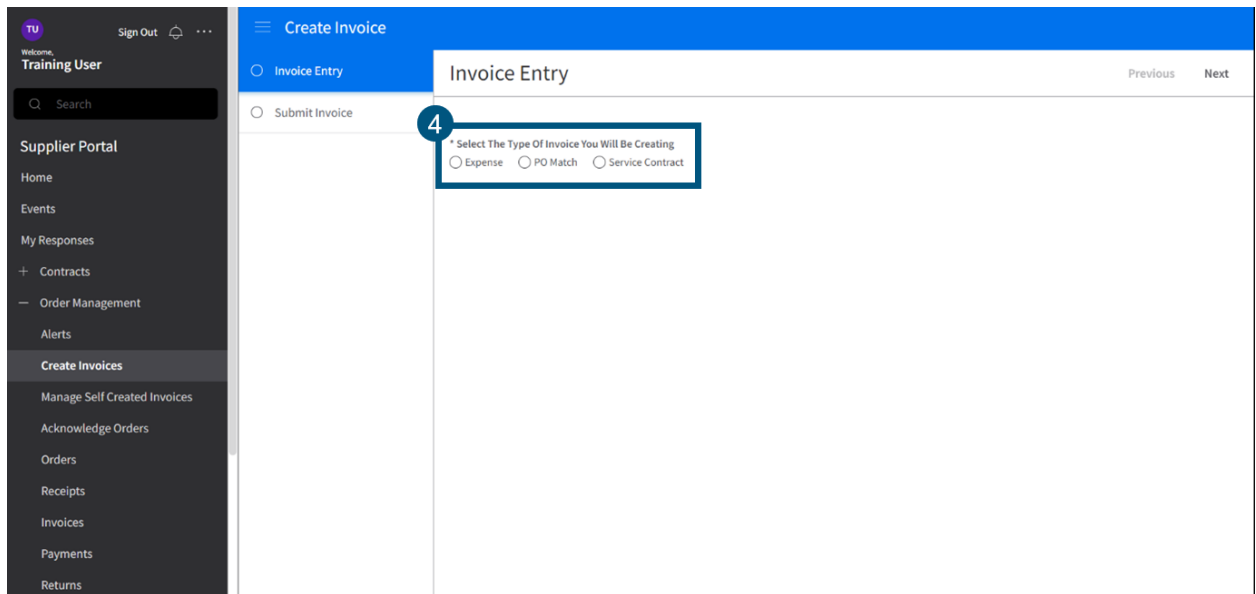 TU
Sign Out
Welcome,
Training User
Search
Supplier Portal
Home
Events
My Responses
Contracts
Order Management
Alerts
Create Invoices
Manage Self Created Invoices
Acknowledge Orders
Orders
Receipts
Invoices
Payments
Returns
Create Invoice
Invoice Entry
Submit Invoice
Invoice Entry
Previous Next
4
* Select The Type Of Invoice You Will Be Creating
Expense PO Match Service Contract